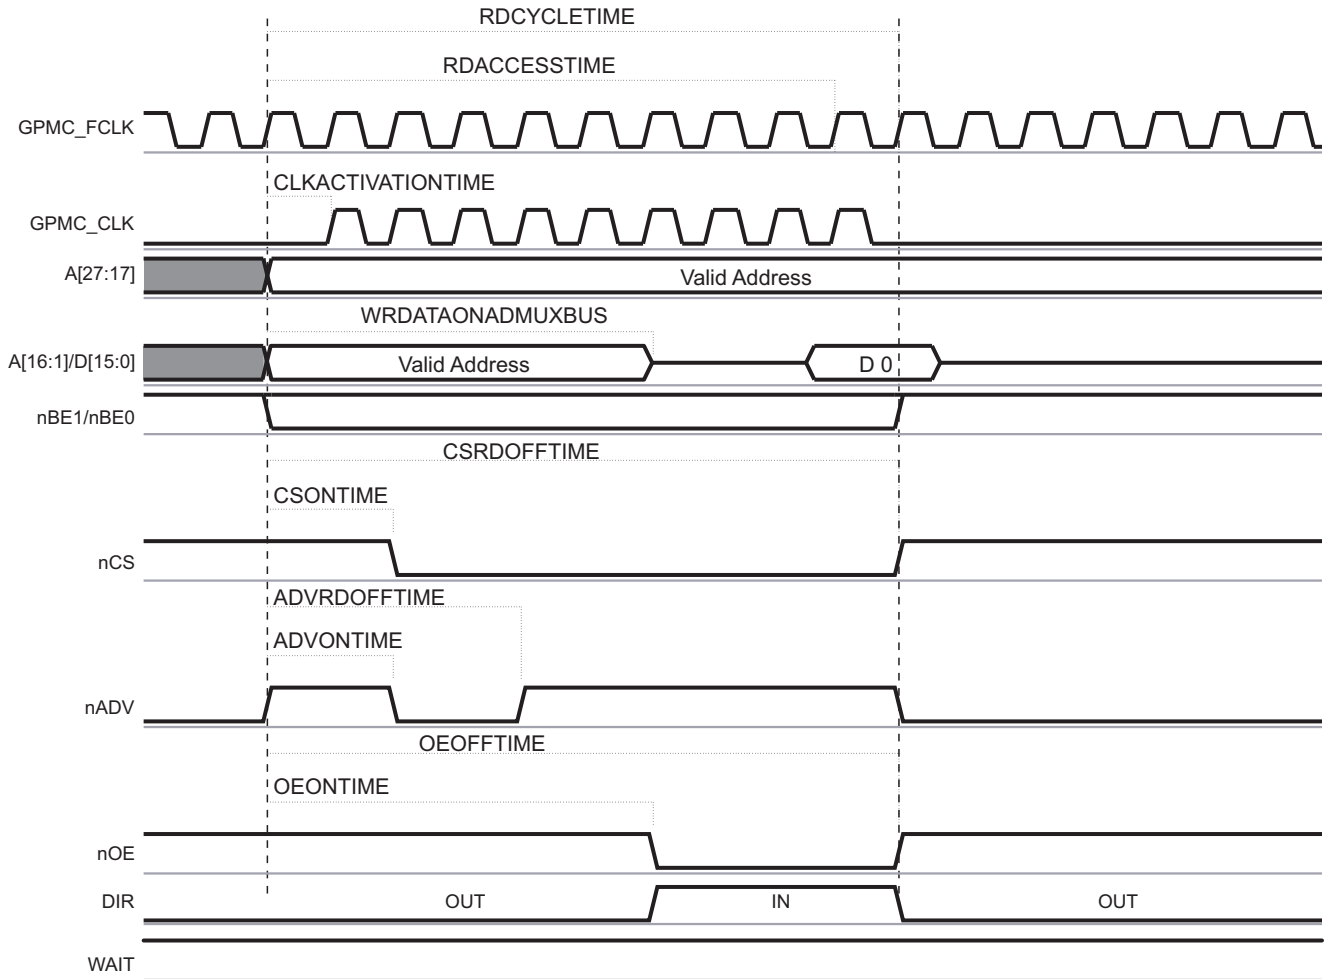 RDCYCLETIME
RDACCESSTIME
GPMC_FCLK
CLKACTIVATIONTIME
GPMC_CLK
A[27:17]
Valid Address
WRDATAONADMUXBUS
A[16:1]/D[15:0]
Valid Address
D 0
nBE1/nBE0
CSRDOFFTIME
CSONTIME
nCS
ADVRDOFFTIME
ADVONTIME
nADV
OEOFFTIME
OEONTIME
nOE
DIR
OUT
IN
OUT
WAIT